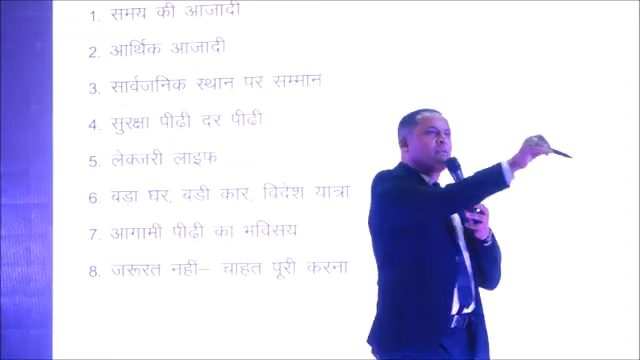 1. समय की आजादी
2. आर्थिक आजादी
3. सार्वजनिक स्थान पर सम्मान
4. सुरक्षा पीढी दर पीढी
5. लेक्जरी लाइफ
6. बडा घर, बडी कार, विदेश यात्रा
7. आगामी पीढी का भविसय
8. जरूरत नही– चाहत पूरी करना